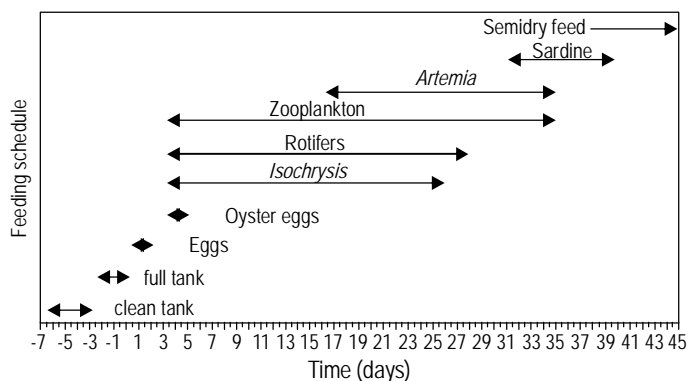 Semidry feed
Sardine
Artemia
Zooplankton
Rotifers
Isochrysis
Oyster eggs
Eggs
full tank
clean tank
Feeding schedule
-7 -5 -3 -1 1 3 5 7 9 11 13 15 17 19 21 23 25 27 29 31 33 35 37 39 41 43 45
Time (days)